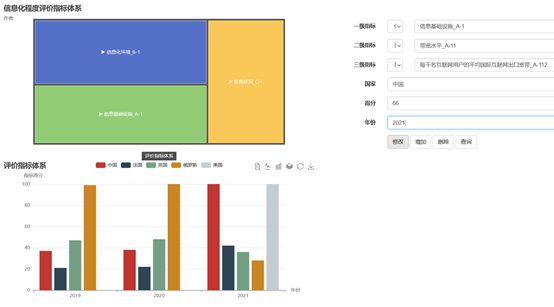 信息化程度评价指标体系
作者
▶ 信息化环境_B-1
▶ 信息基础设施_A-1
▶ 应用状况_C-1
评价指标体系
一级指标 信息基础设施_A-1
二级指标 带宽水平_A-11
三级指标 每千名互联网用户的平均国际互联网出口宽带_A-112
国家 中国
得分 66
年份 2021
修改 增加 删除 查询
评价指标体系
中国 法国 英国 俄罗斯 美国
指标得分
100
80
60
40
20
0
2019 2020 2021
年份